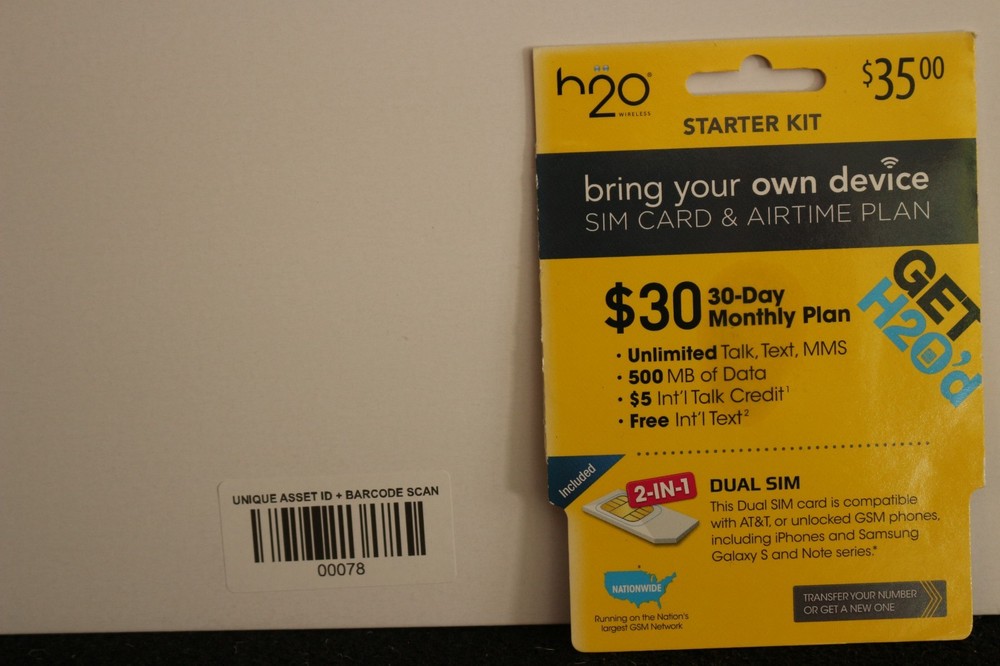 h2o®
WIRELESS
$35.00
STARTER KIT
bring your own device
SIM CARD & AIRTIME PLAN
$30 30-Day
Monthly Plan
• Unlimited Talk, Text, MMS
• 500 MB of Data
• $5 Int'l Talk Credit¹
• Free Int'l Text²
GET
H2O'd
Included
2-IN-1
DUAL SIM
This Dual SIM card is compatible
with AT&T, or unlocked GSM phones,
including iPhones and Samsung
Galaxy S and Note series.*
NATIONWIDE
Running on the Nation's
largest GSM Network
TRANSFER YOUR NUMBER
OR GET A NEW ONE
UNIQUE ASSET ID + BARCODE SCAN
00078